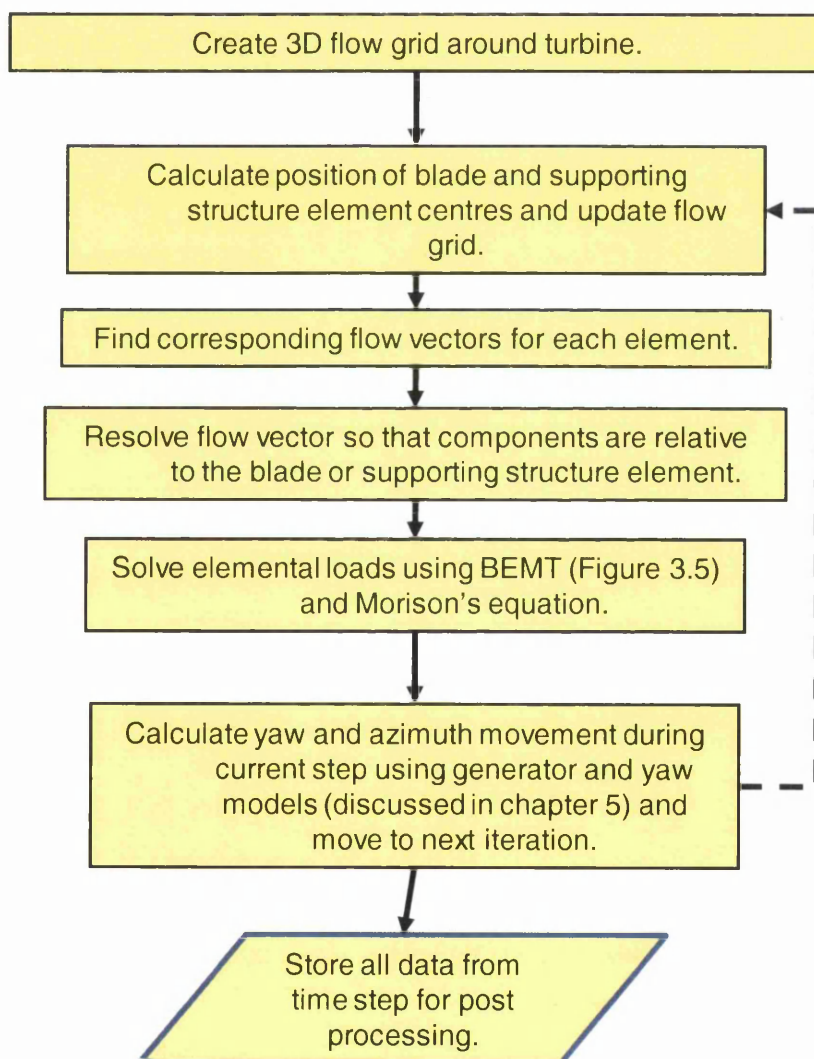 Create 3D flow grid around turbine.
Calculate position of blade and supporting
structure element centres and update flow
grid.
Find corresponding flow vectors for each element.
Resolve flow vector so that components are relative
to the blade or supporting structure element.
Solve elemental loads using BEMT (Figure 3.5)
and Morison's equation.
Calculate yaw and azimuth movement during
current step using generator and yaw
models (discussed in chapter 5) and
move to next iteration.
Store all data from
time step for post
processing.